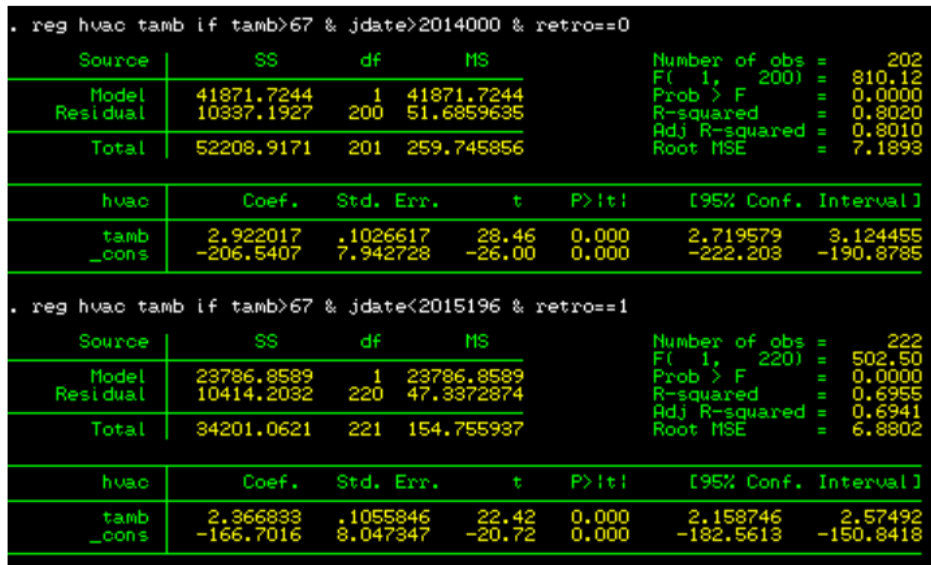 . reg hvac tamb if tamb>67 & jdate>2014000 & retro==0
Source | SS df MS Number of obs = 202
F( 1, 200) = 810.12
Model | 41871.7244 1 41871.7244 Prob > F = 0.0000
Residual | 10337.1927 200 51.6859635 R-squared = 0.8020
Adj R-squared = 0.8010
Total | 52208.9171 201 259.745856 Root MSE = 7.1893
hvac | Coef. Std. Err. t P>|t| [95% Conf. Interval]
tamb | 2.922017 .1026617 28.46 0.000 2.719579 3.124455
_cons | -206.5407 7.942728 -26.00 0.000 -222.203 -190.8785
. reg hvac tamb if tamb>67 & jdate<2015196 & retro==1
Source | SS df MS Number of obs = 222
F( 1, 220) = 502.50
Model | 23786.8589 1 23786.8589 Prob > F = 0.0000
Residual | 10414.2032 220 47.3372874 R-squared = 0.6955
Adj R-squared = 0.6941
Total | 34201.0621 221 154.755937 Root MSE = 6.8802
hvac | Coef. Std. Err. t P>|t| [95% Conf. Interval]
tamb | 2.366833 .1055846 22.42 0.000 2.158746 2.57492
_cons | -166.7016 8.047347 -20.72 0.000 -182.5613 -150.8418